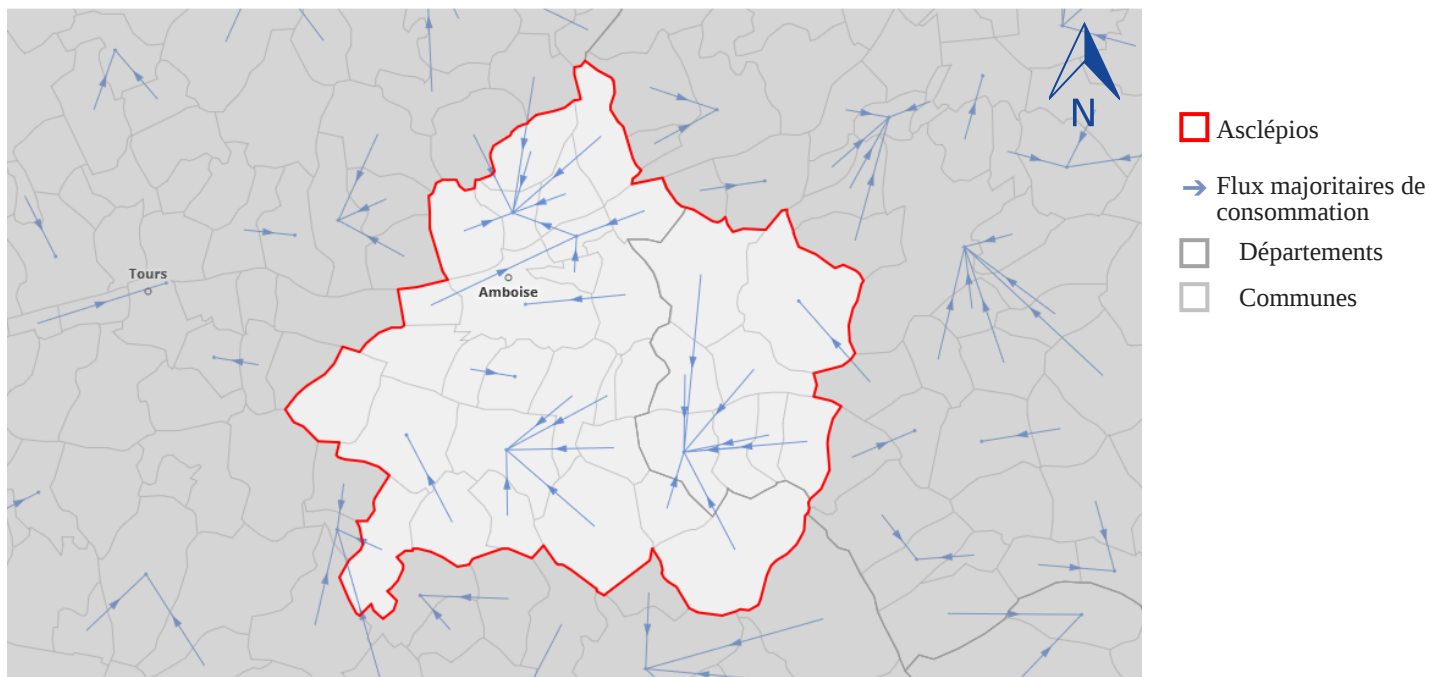 N
Tours
Amboise
Asclépios
Flux majoritaires de
consommation
Départements
Communes